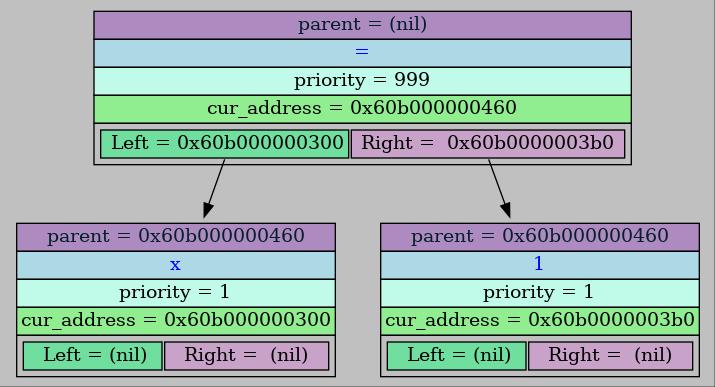 parent = (nil)
=
priority = 999
cur_address = 0x60b000000460
Left = 0x60b000000300 Right =  0x60b0000003b0
parent = 0x60b000000460
x
priority = 1
cur_address = 0x60b000000300
Left = (nil) Right =  (nil)
parent = 0x60b000000460
1
priority = 1
cur_address = 0x60b0000003b0
Left = (nil) Right =  (nil)